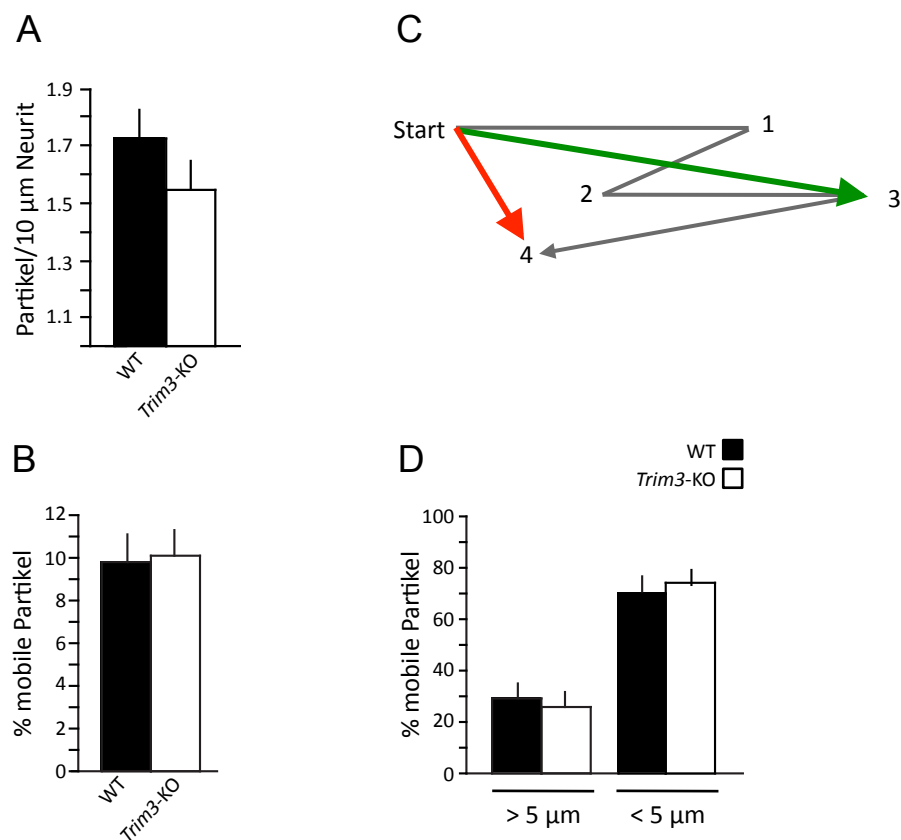 A
Partikel/10 µm Neurit
1.9
1.7
1.5
1.3
1.1
WT
Trim3-KO
C
Start
1
2
3
4
B
% mobile Partikel
12
10
8
6
4
2
0
WT
Trim3-KO
D
WT
Trim3-KO
% mobile Partikel
100
80
60
40
20
0
> 5 µm
< 5 µm